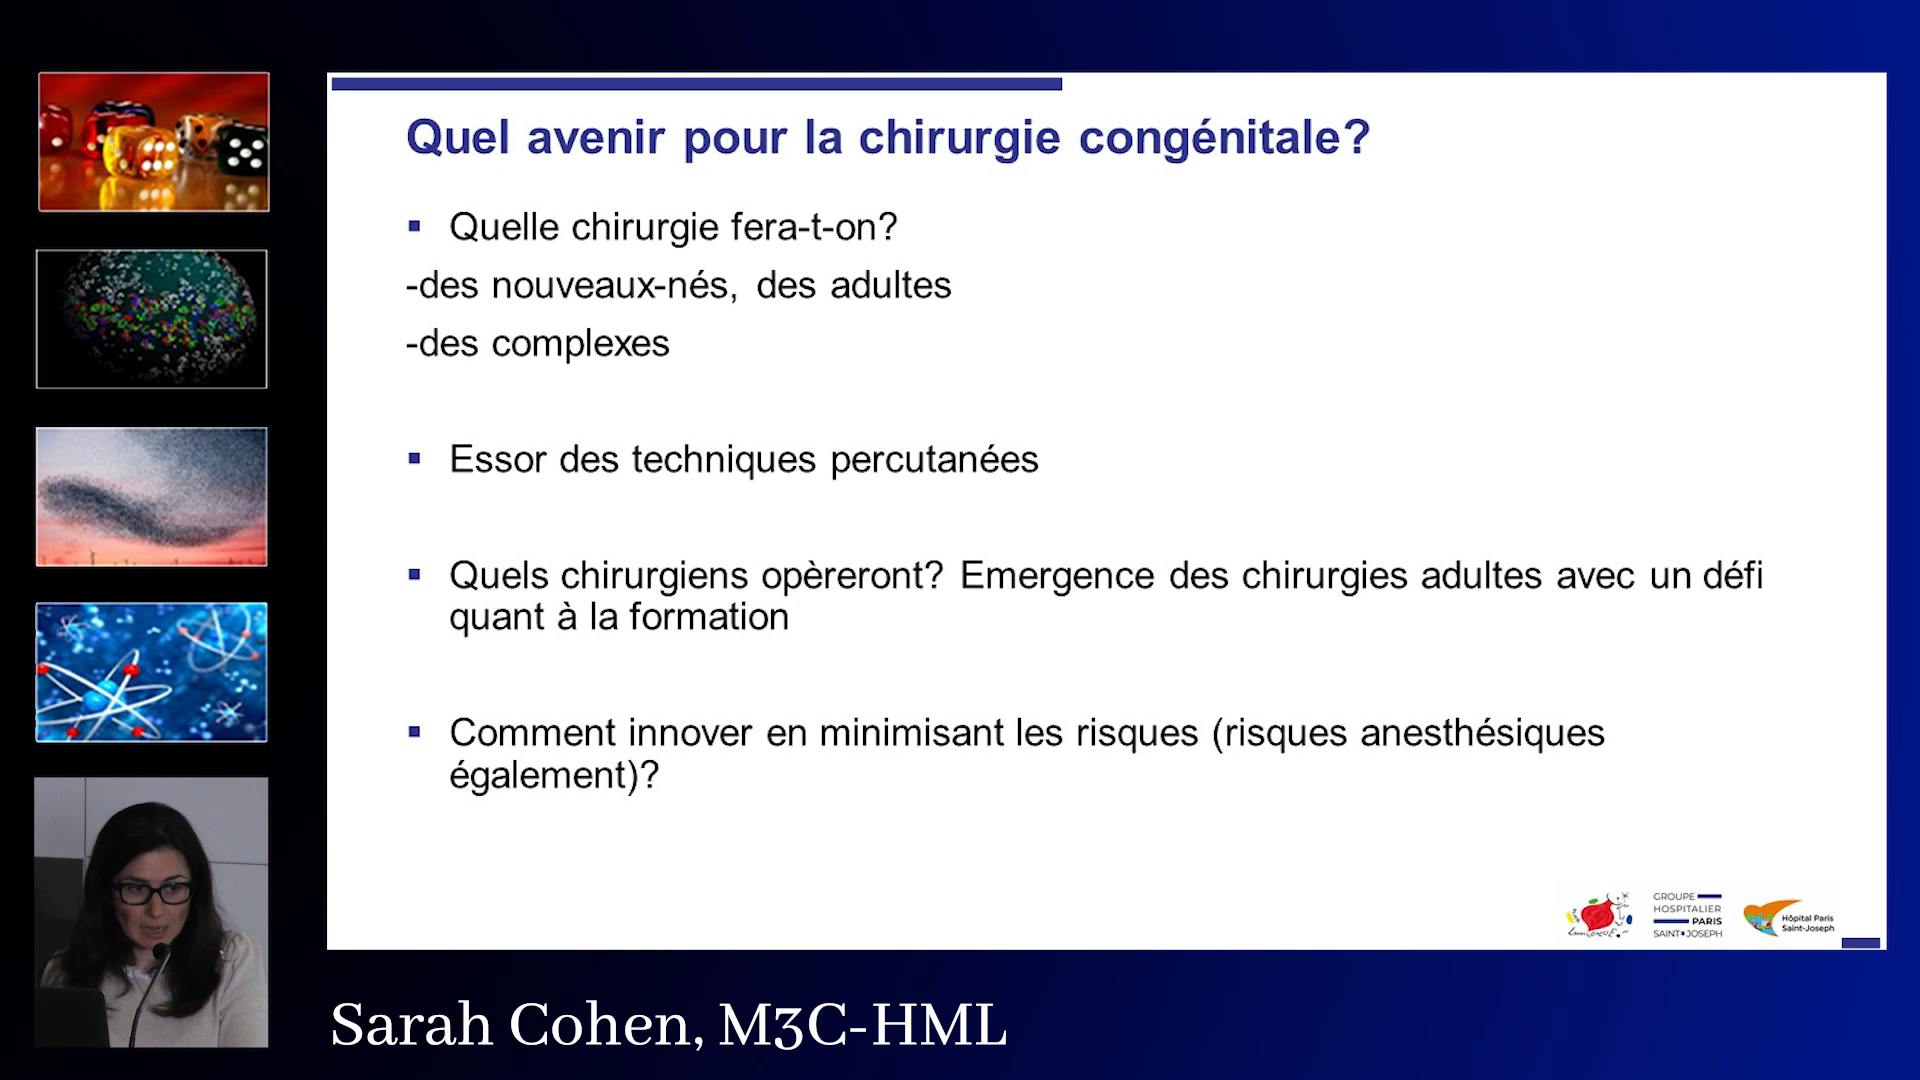 Quel avenir pour la chirurgie congénitale?
▪ Quelle chirurgie fera-t-on?
-des nouveaux-nés, des adultes
-des complexes
▪ Essor des techniques percutanées
▪ Quels chirurgiens opèreront? Emergence des chirurgies adultes avec un défi
quant à la formation
▪ Comment innover en minimisant les risques (risques anesthésiques
également)?
GROUPE
HOSPITALIER
PARIS
SAINT JOSEPH
Hôpital Paris
Saint-Joseph
Sarah Cohen, M3C-HML